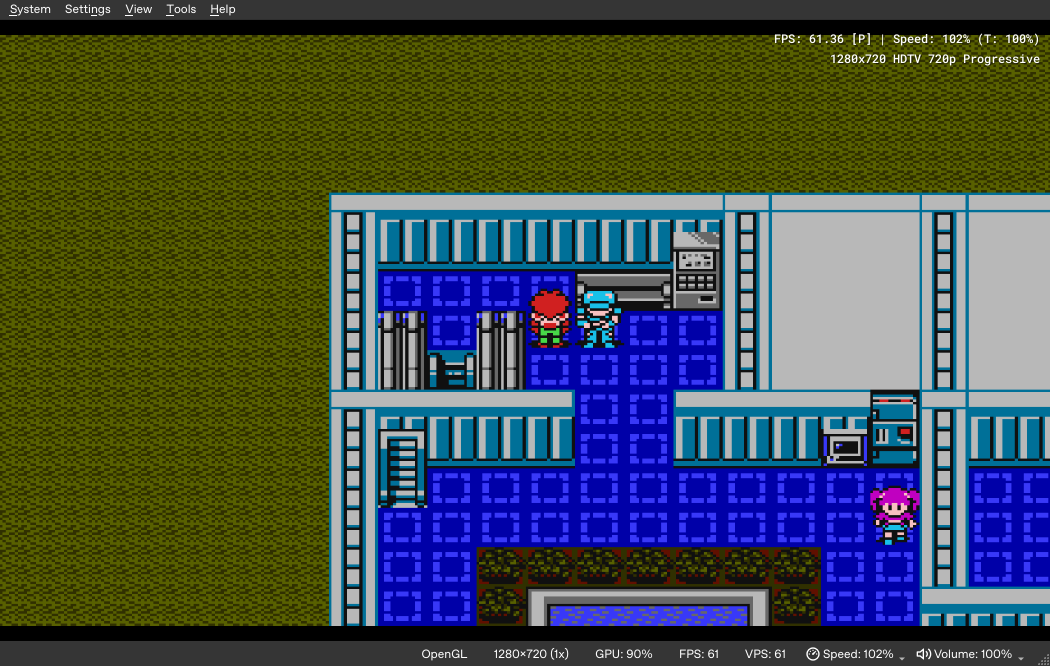 System Settings View Tools Help
FPS: 61.36 [P] | Speed: 102% (T: 100%)
1280x720 HDTV 720p Progressive
OpenGL 1280×720 (1x) GPU: 90% FPS: 61 VPS: 61 Speed: 102% Volume: 100%